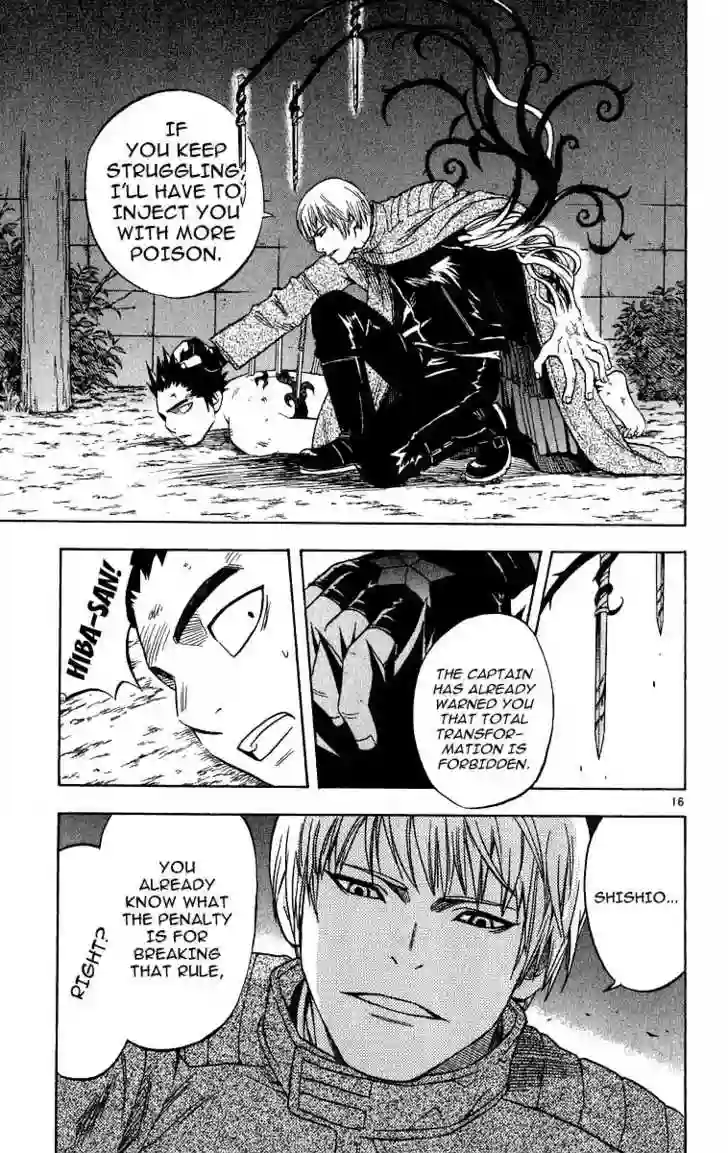 IF
YOU KEEP
STRUGGLING,
I'LL HAVE TO
INJECT YOU
WITH MORE
POISON.
THE CAPTAIN
HAS ALREADY
WARNED YOU
THAT TOTAL
TRANSFOR-
MATION IS
FORBIDDEN.
HIBA-SAN!
16
SHISHIO...
YOU
ALREADY
KNOW WHAT
THE PENALTY
IS FOR
BREAKING
THAT RULE,
RIGHT?